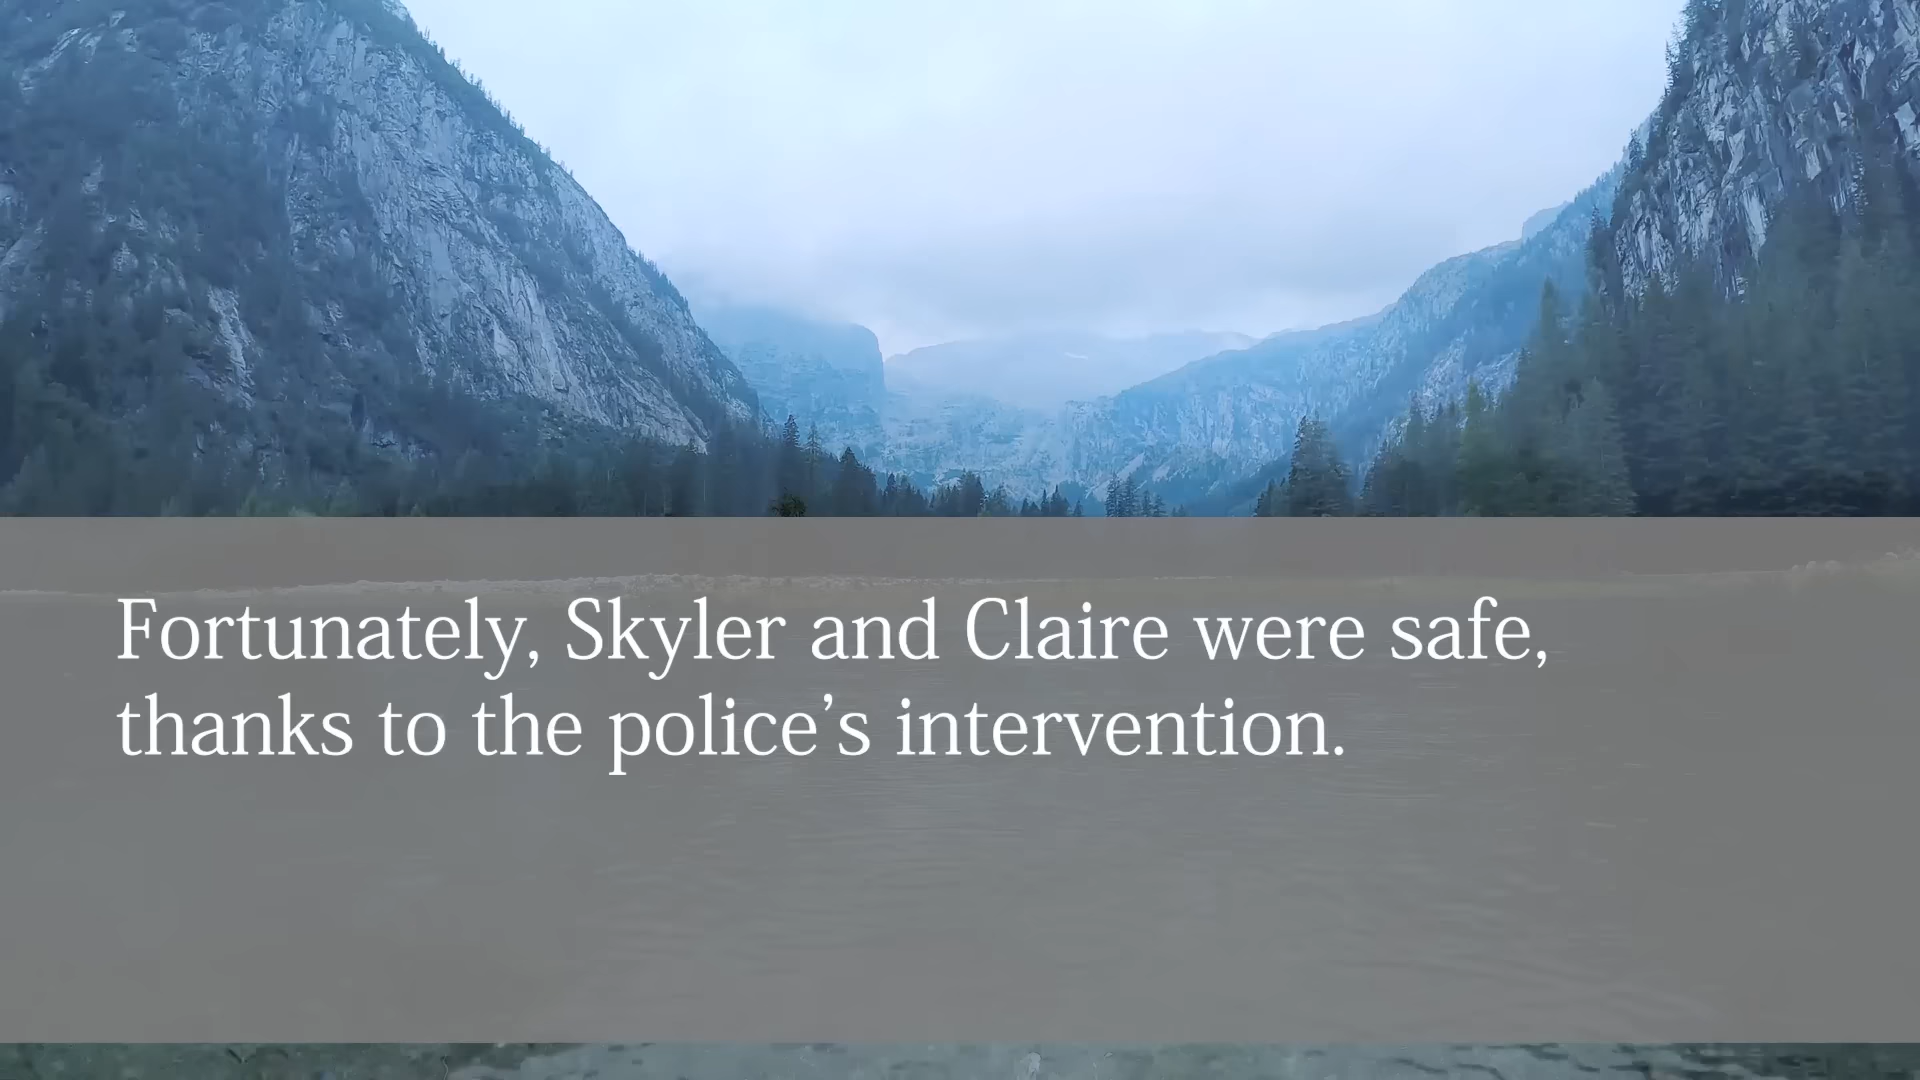 Fortunately, Skyler and Claire were safe,
thanks to the police’s intervention.